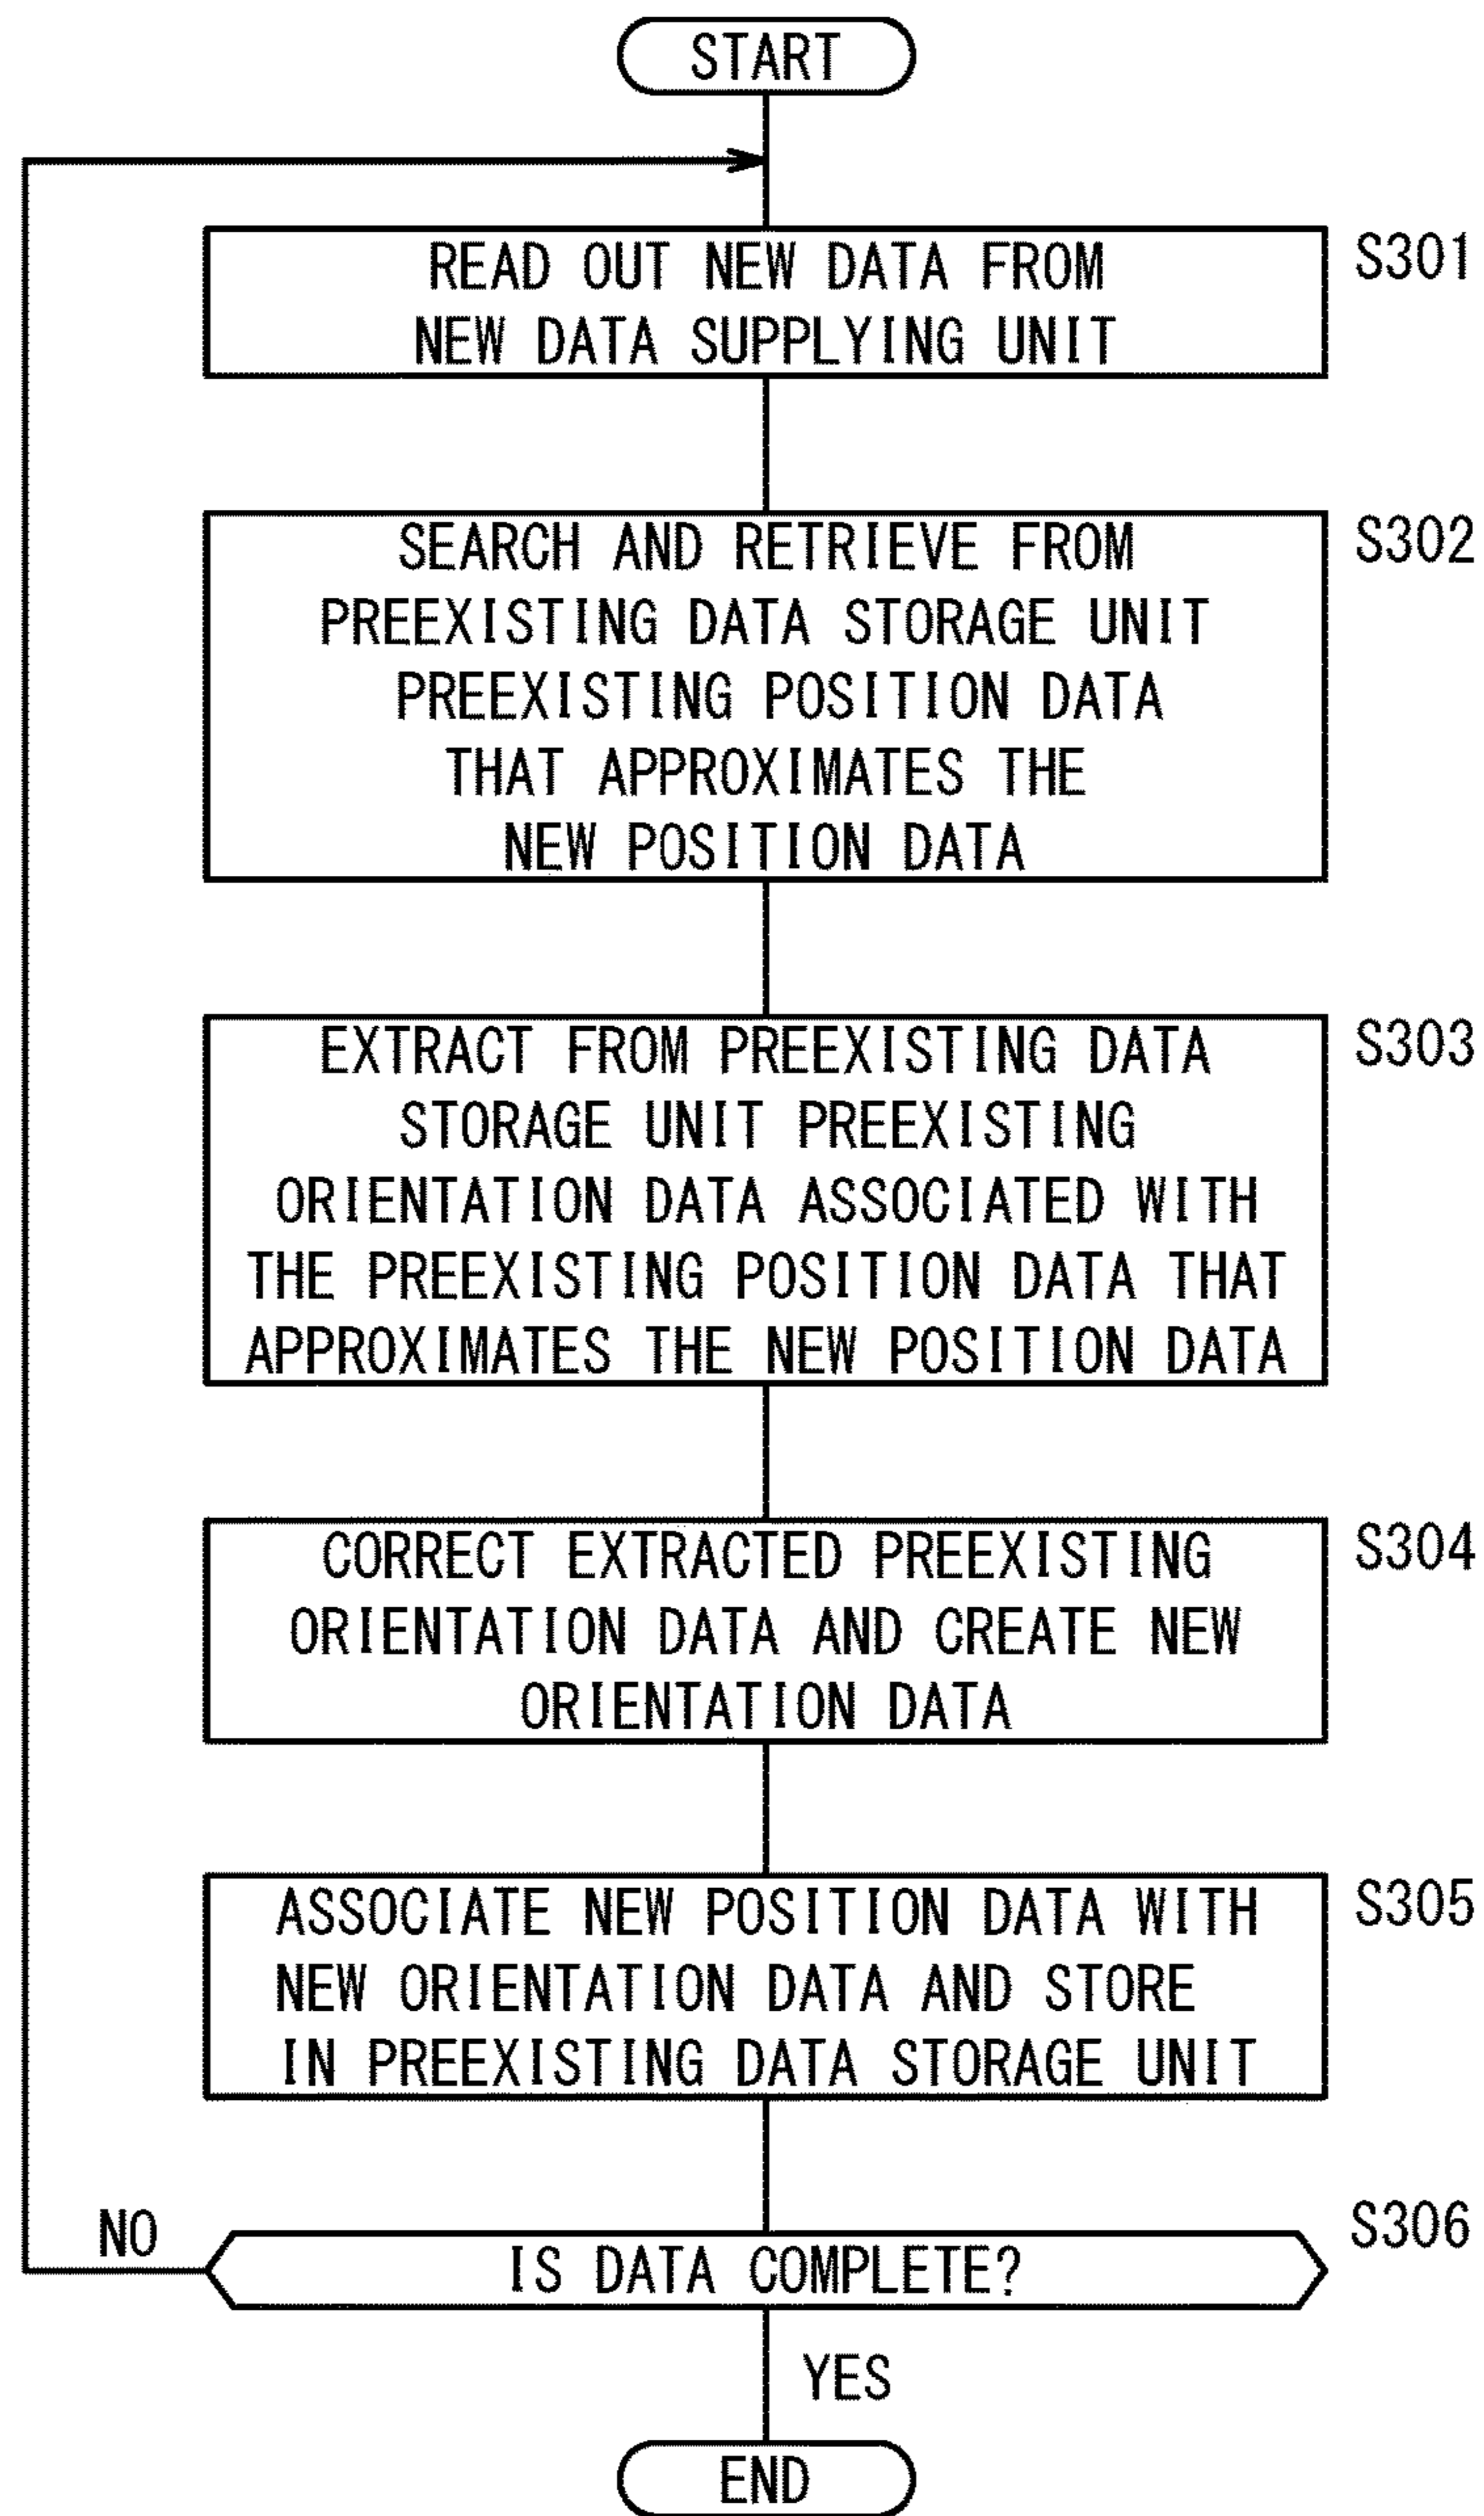 START
READ OUT NEW DATA FROM
NEW DATA SUPPLYING UNIT
S301
SEARCH AND RETRIEVE FROM
PREEXISTING DATA STORAGE UNIT
PREEXISTING POSITION DATA
THAT APPROXIMATES THE
NEW POSITION DATA
S302
EXTRACT FROM PREEXISTING DATA
STORAGE UNIT PREEXISTING
ORIENTATION DATA ASSOCIATED WITH
THE PREEXISTING POSITION DATA THAT
APPROXIMATES THE NEW POSITION DATA
S303
CORRECT EXTRACTED PREEXISTING
ORIENTATION DATA AND CREATE NEW
ORIENTATION DATA
S304
ASSOCIATE NEW POSITION DATA WITH
NEW ORIENTATION DATA AND STORE
IN PREEXISTING DATA STORAGE UNIT
S305
NO
IS DATA COMPLETE?
S306
YES
END